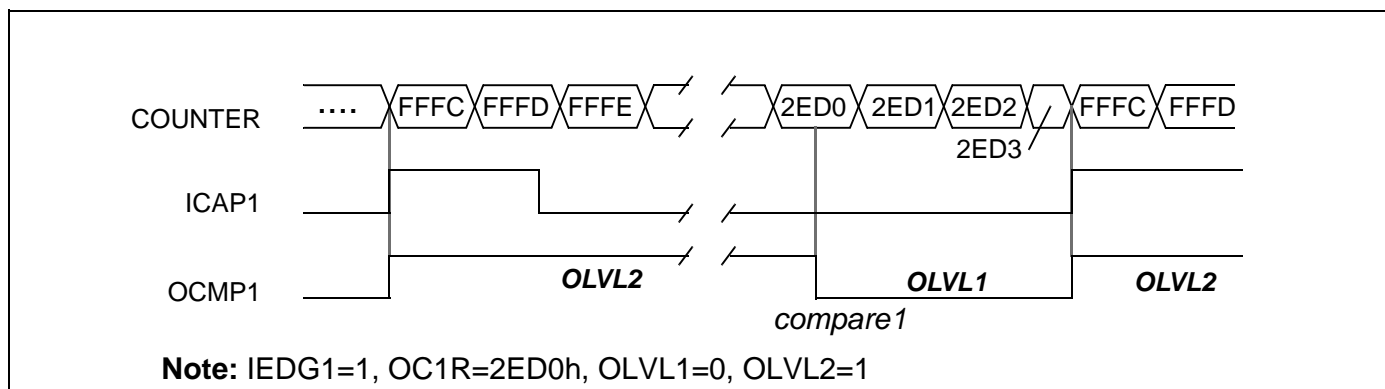 COUNTER .... FFFC FFFD FFFE 2ED0 2ED1 2ED2 FFFC FFFD
2ED3
ICAP1
OCMP1 OLVL2 OLVL1 OLVL2
compare1
Note: IEDG1=1, OC1R=2ED0h, OLVL1=0, OLVL2=1